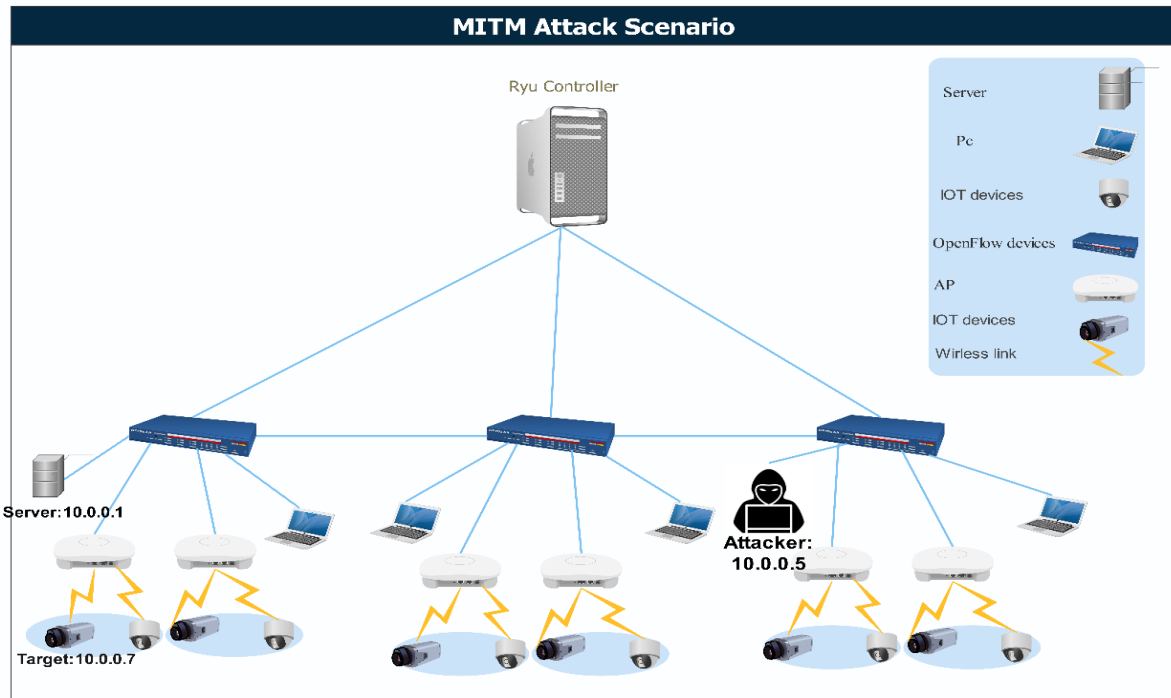 MITM Attack Scenario
Ryu Controller
Server
Pc
IOT devices
OpenFlow devices
AP
IOT devices
Wirless link
Server:10.0.0.1
Attacker:
10.0.0.5
Target:10.0.0.7